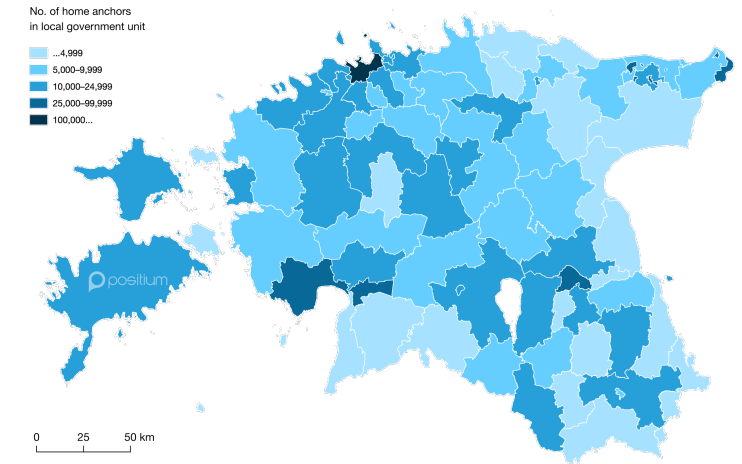 No. of home anchors
in local government unit
...4,999
5,000–9,999
10,000–24,999
25,000–99,999
100,000...
positium
0 25 50 km